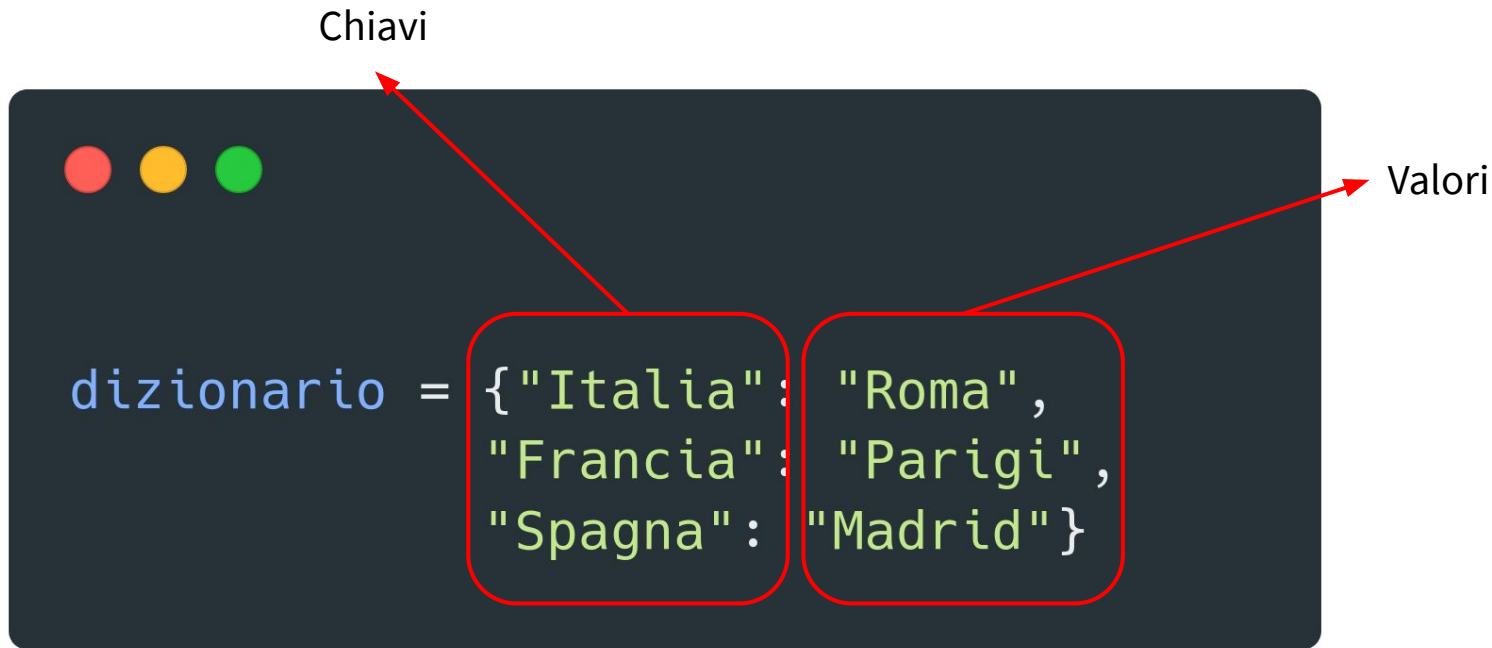 Chiavi
Valori
dizionario = {"Italia": "Roma",
"Francia": "Parigi",
"Spagna": "Madrid"}